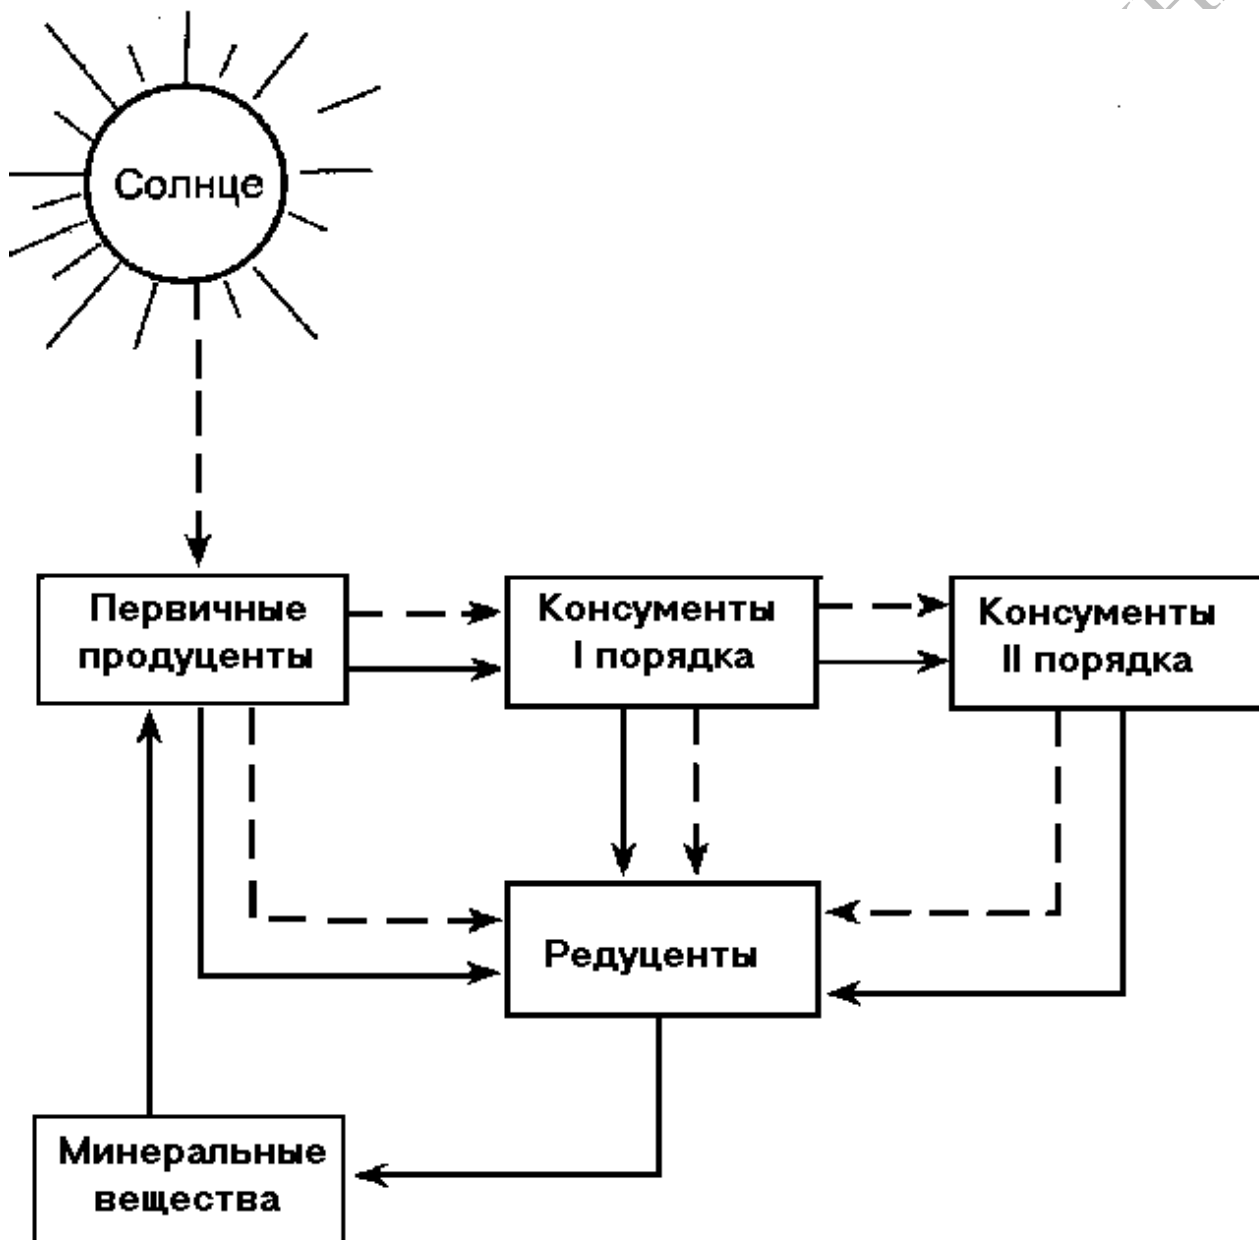 Солнце
Первичные
продуценты
Консументы
I порядка
Консументы
II порядка
Редуценты
Минеральные
вещества